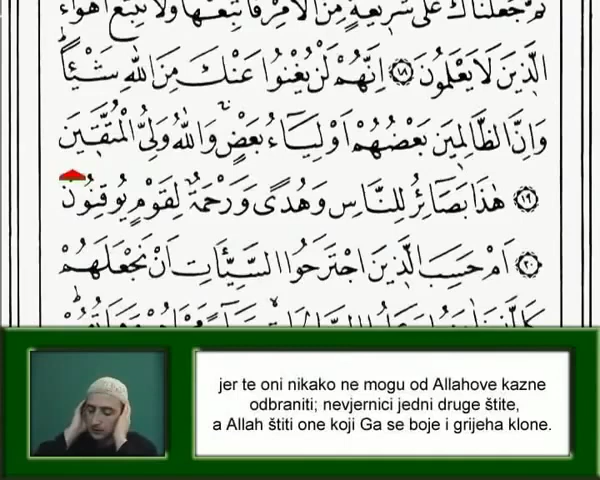 ثُمَّ جَعَلْنَاكَ عَلَىٰ شَرِيعَةٍ مِنَ الْأَمْرِ فَاتَّبِعْهَا وَلَا تَتَّبِعْ أَهْوَاءَ
الَّذِينَ لَا يَعْلَمُونَ ١٨ اِنَّهُمْ لَنْ يُغْنُوا عَنْكَ مِنَ اللّٰهِ شَيْئاً
وَاِنَّ الظَّالِمِينَ بَعْضُهُمْ اَوْلِيَاءُ بَعْضٍ وَاللّٰهُ وَلِيُّ الْمُتَّقِينَ
١٩ هٰذَا بَصَائِرُ لِلنَّاسِ وَهُدًى وَرَحْمَةٌ لِقَوْمٍ يُوقِنُونَ
٢٠ اَمْ حَسِبَ الَّذِينَ اجْتَرَحُوا السَّيِّئَاتِ اَنْ نَجْعَلَهُمْ
jer te oni nikako ne mogu od Allahove kazne
odbraniti; nevjernici jedni druge štite,
a Allah štiti one koji Ga se boje i grijeha klone.